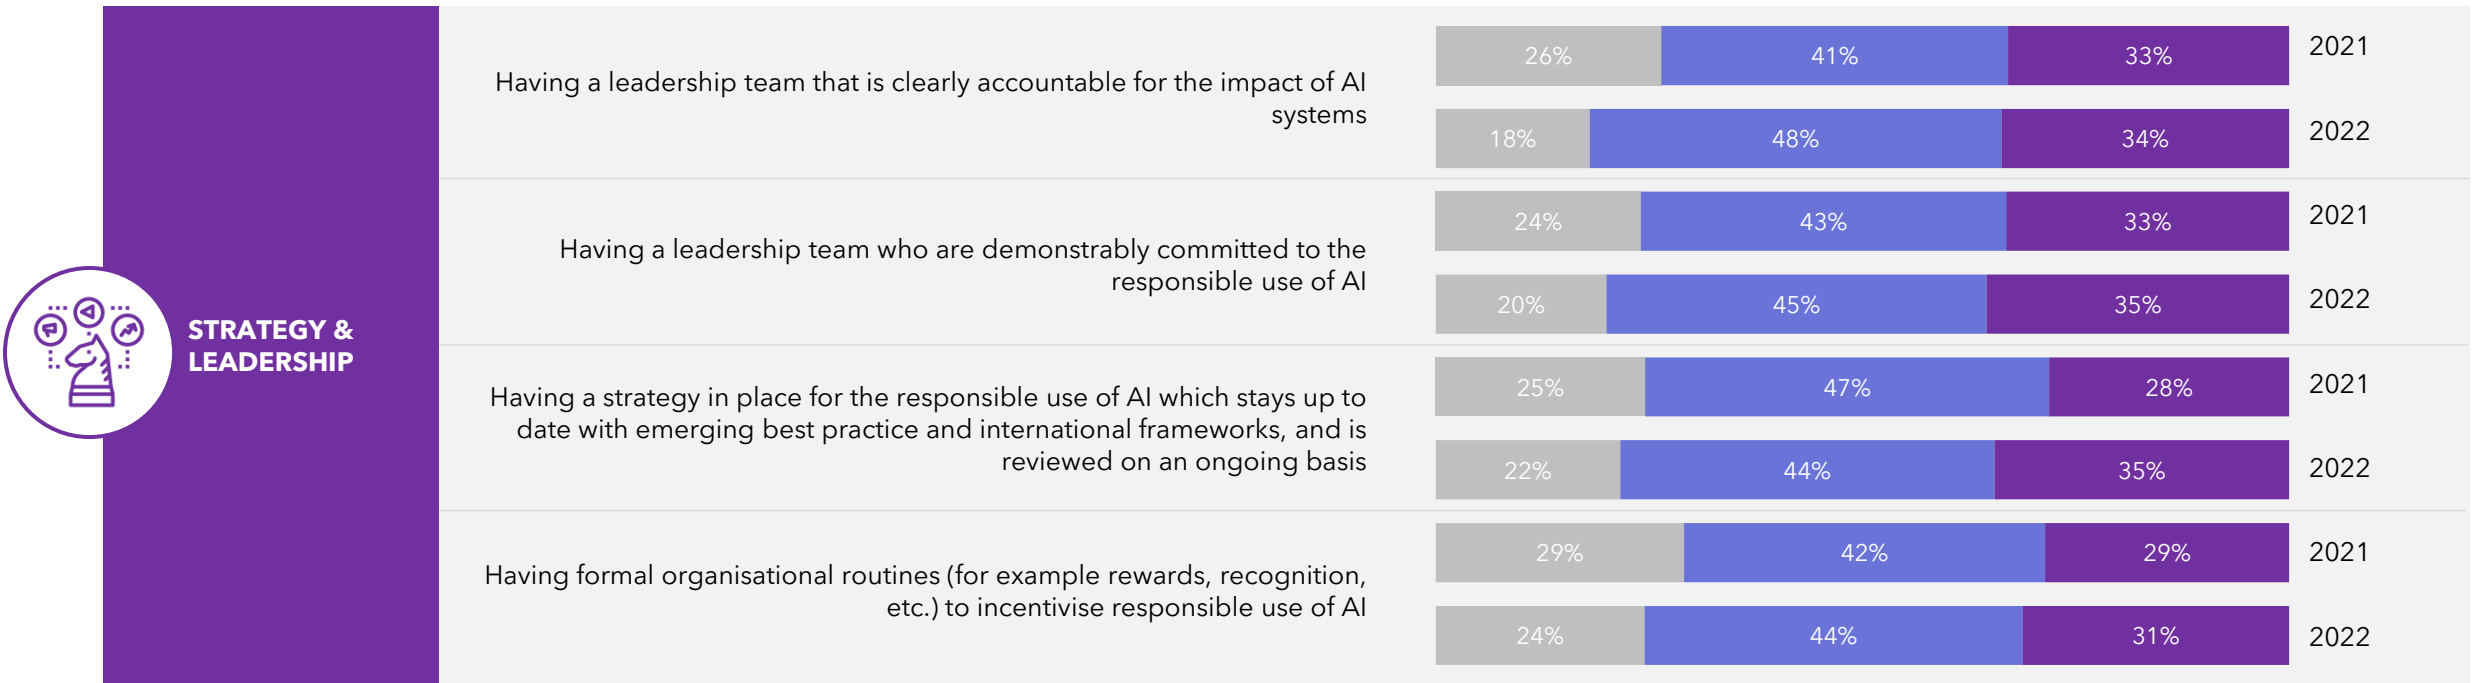 STRATEGY &
LEADERSHIP
Having a leadership team that is clearly accountable for the impact of AI
systems
26% 41% 33% 2021
18% 48% 34% 2022
Having a leadership team who are demonstrably committed to the
responsible use of AI
24% 43% 33% 2021
20% 45% 35% 2022
Having a strategy in place for the responsible use of AI which stays up to
date with emerging best practice and international frameworks, and is
reviewed on an ongoing basis
25% 47% 28% 2021
22% 44% 35% 2022
Having formal organisational routines (for example rewards, recognition,
etc.) to incentivise responsible use of AI
29% 42% 29% 2021
24% 44% 31% 2022